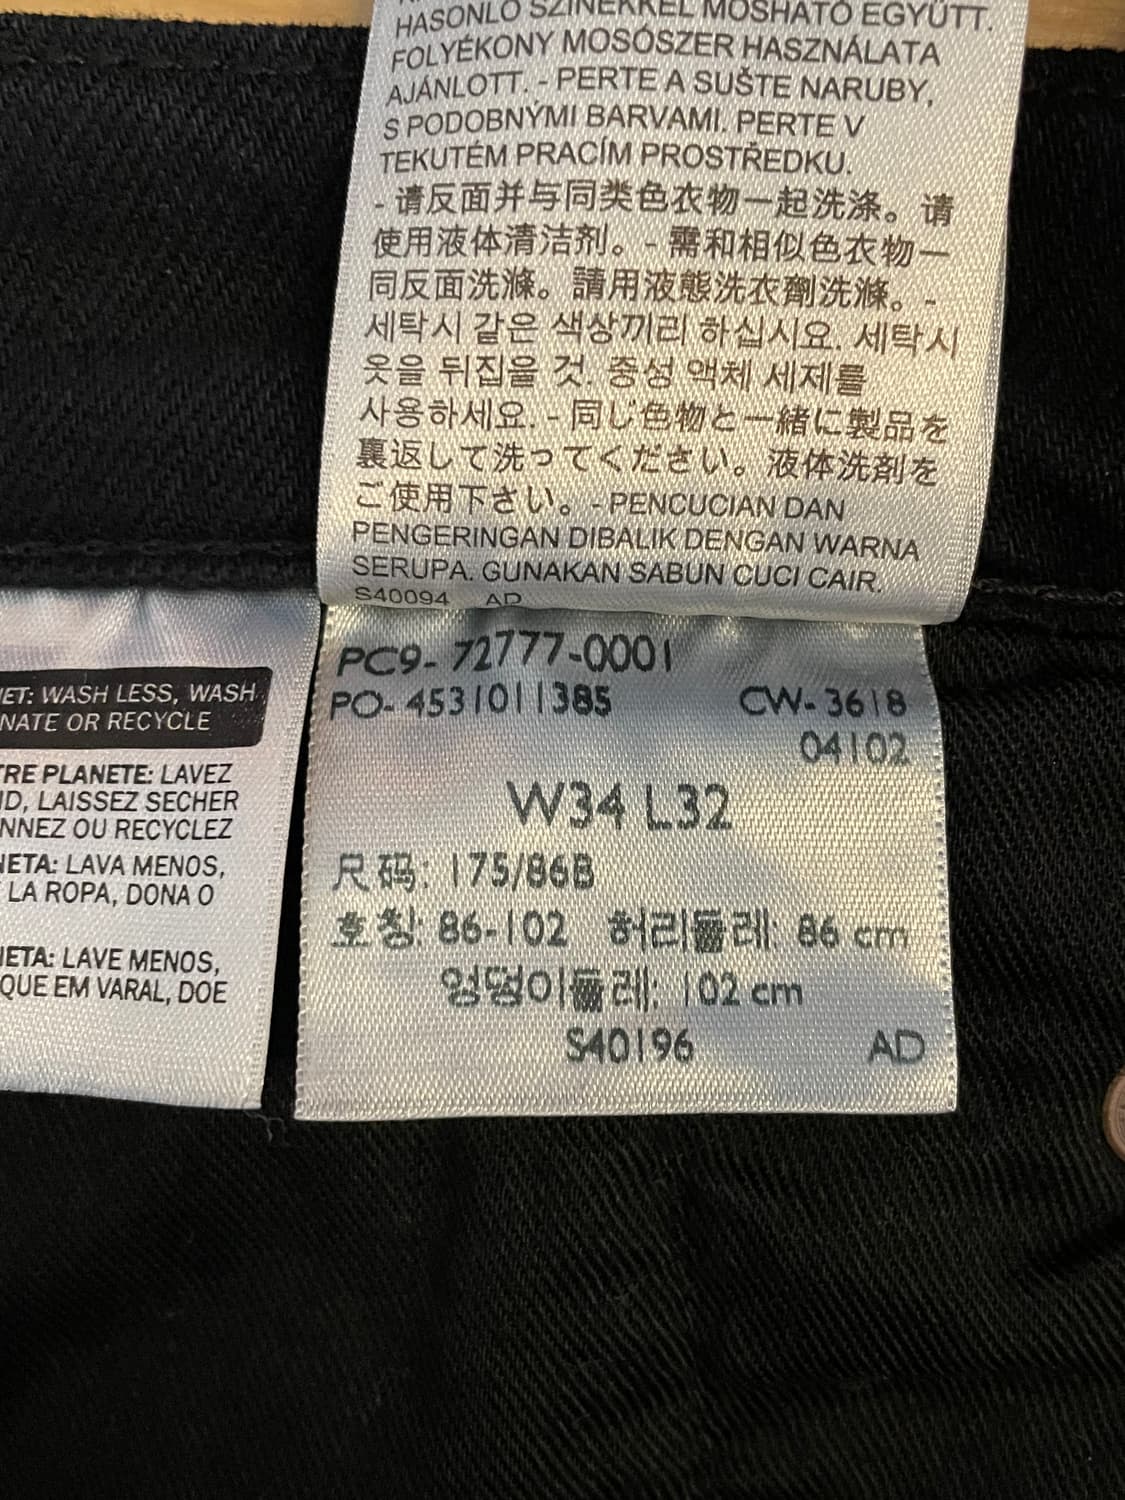 HASONLÓ SZÍNEKKEL MOSHATÓ EGYÜTT.
FOLYÉKONY MOSÓSZER HASZNÁLATA
AJÁNLOTT. - PERTE A SUŠTE NARUBY,
S PODOBNÝMI BARVAMI. PERTE V
TEKUTÉM PRACÍM PROSTŘEDKU.
- 请反面并与同类色衣物一起洗涤。请
使用液体清洁剂。- 需和相似色衣物一
同反面洗滌。請用液態洗衣劑洗滌。-
세탁시 같은 색상끼리 하십시요. 세탁시
옷을 뒤집을 것. 중성 액체 세제를
사용하세요. - 同じ色物と一緒に製品を
裏返して洗ってください。液体洗剤を
ご使用下さい。- PENCUCIAN DAN
PENGERINGAN DIBALIK DENGAN WARNA
SERUPA. GUNAKAN SABUN CUCI CAIR.
S40094 AD
PC9- 72777-0001
PO- 4531011385 CW- 3618
04102
W34 L32
尺码: 175/86B
호칭: 86-102 허리둘레: 86 cm
엉덩이둘레: 102 cm
S40196 AD
WASH LESS, WASH
OR RECYCLE
PLANETE: LAVEZ
LAISSEZ SECHER
OU RECYCLEZ
LAVA MENOS,
LA ROPA, DONA O
LAVE MENOS,
QUE EM VARAL, DOE